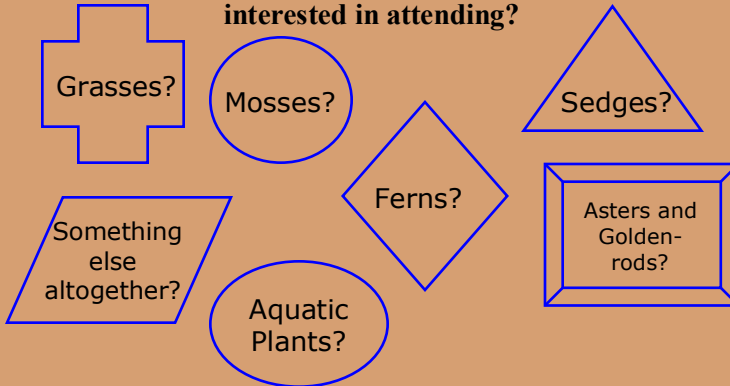 interested in attending?
Grasses?
Mosses?
Sedges?
Ferns?
Asters and
Golden-
rods?
Something
else
altogether?
Aquatic
Plants?